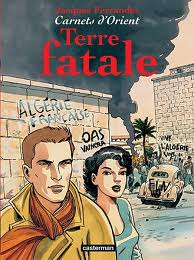 Jacques Ferrandez
Carnets d'Orient
Terre
fatale
ALGÉRIE
FRANÇAISE
OAS
VAINCRA
VIVE
L'ALGÉRIE
casterman